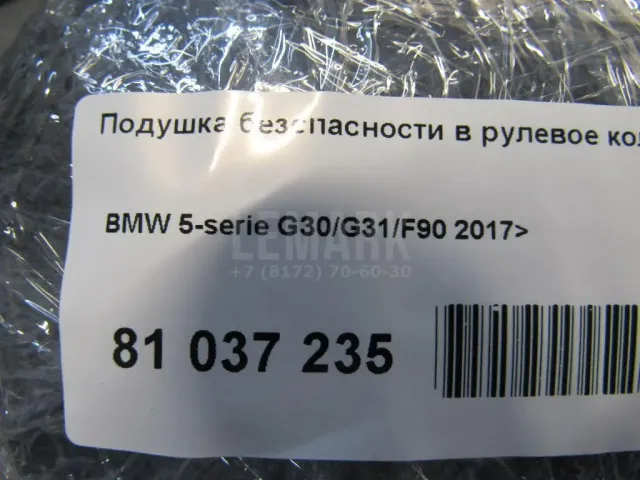 Подушка безопасности в рулевое кол
BMW 5-serie G30/G31/F90 2017>
LEMARK
+7 (8172) 70-60-30
81 037 235